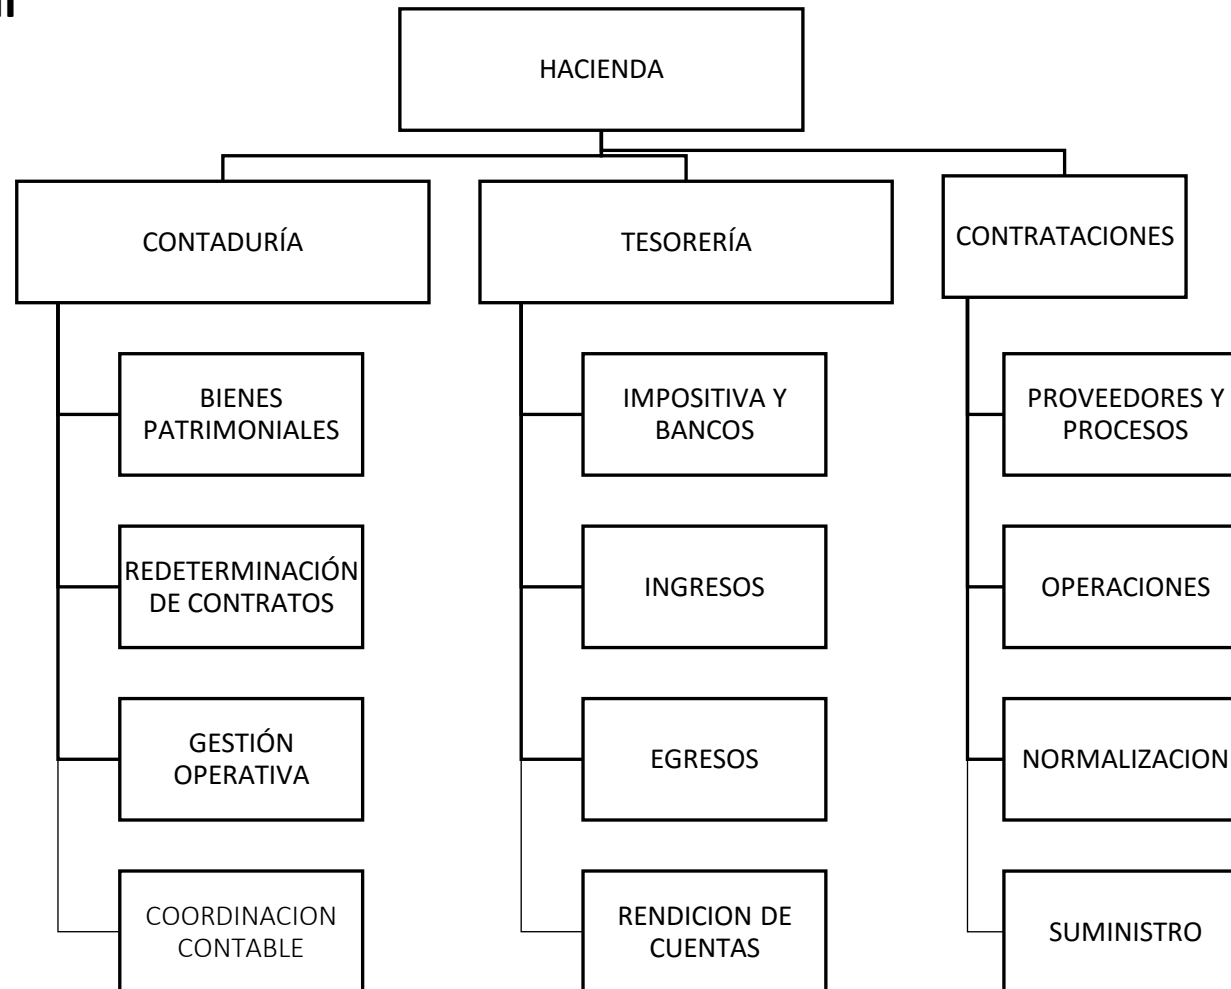 HACIENDA
CONTADURÍA
TESORERÍA
CONTRATACIONES
BIENES
PATRIMONIALES
IMPOSITIVA Y
BANCOS
PROVEEDORES Y
PROCESOS
REDETERMINACIÓN
DE CONTRATOS
INGRESOS
OPERACIONES
GESTIÓN
OPERATIVA
EGRESOS
NORMALIZACION
COORDINACION
CONTABLE
RENDICION DE
CUENTAS
SUMINISTRO